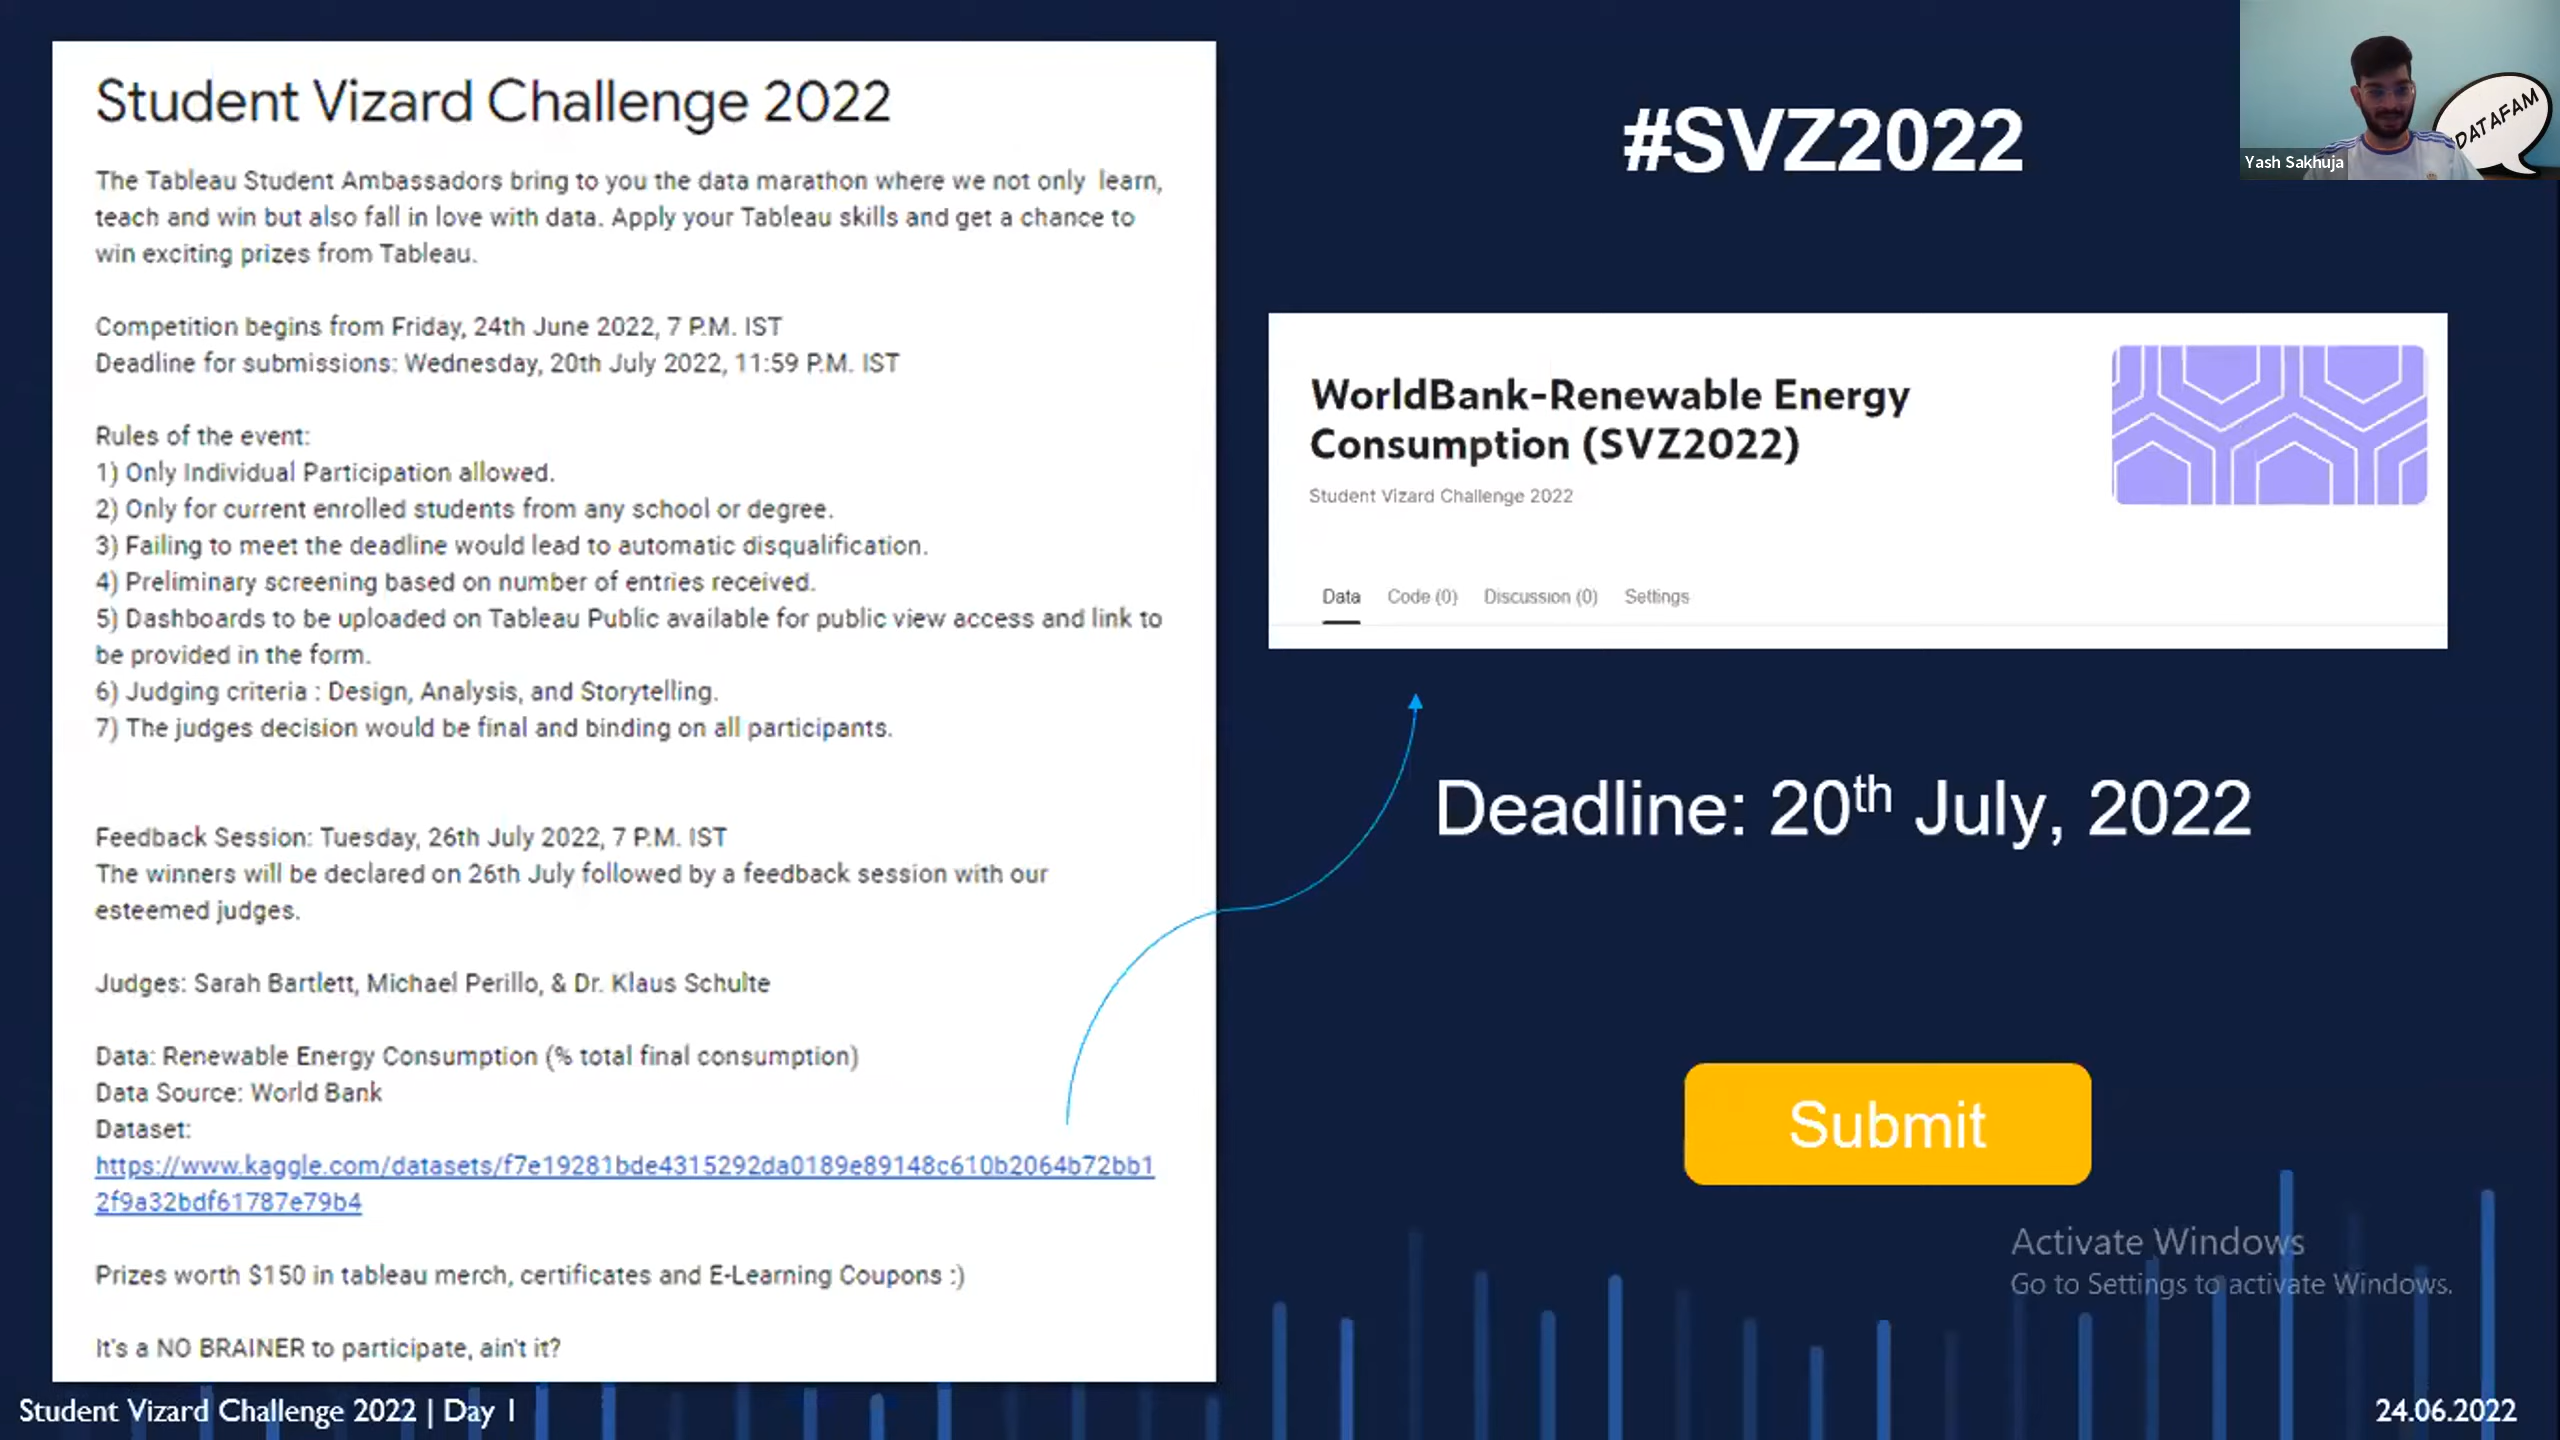 Student Vizard Challenge 2022
The Tableau Student Ambassadors bring to you the data marathon where we not only learn,
teach and win but also fall in love with data. Apply your Tableau skills and get a chance to
win exciting prizes from Tableau.
Competition begins from Friday, 24th June 2022, 7 P.M. IST
Deadline for submissions: Wednesday, 20th July 2022, 11:59 P.M. IST
Rules of the event:
1) Only Individual Participation allowed.
2) Only for current enrolled students from any school or degree.
3) Failing to meet the deadline would lead to automatic disqualification.
4) Preliminary screening based on number of entries received.
5) Dashboards to be uploaded on Tableau Public available for public view access and link to
be provided in the form.
6) Judging criteria : Design, Analysis, and Storytelling.
7) The judges decision would be final and binding on all participants.
Feedback Session: Tuesday, 26th July 2022, 7 P.M. IST
The winners will be declared on 26th July followed by a feedback session with our
esteemed judges.
Judges: Sarah Bartlett, Michael Perillo, & Dr. Klaus Schulte
Data: Renewable Energy Consumption (% total final consumption)
Data Source: World Bank
Dataset:
https://www.kaggle.com/datasets/f7e19281bde4315292da0189e89148c610b2064b72bb1
2f9a32bdf61787e79b4
Prizes worth $150 in tableau merch, certificates and E-Learning Coupons :)
It's a NO BRAINER to participate, ain't it?
#SVZ2022
DATAFAM
Yash Sakhuja
WorldBank-Renewable Energy
Consumption (SVZ2022)
Student Vizard Challenge 2022
Data Code (0) Discussion (0) Settings
Deadline: 20th July, 2022
Submit
Activate Windows
Go to Settings to activate Windows.
Student Vizard Challenge 2022 | Day 1
24.06.2022